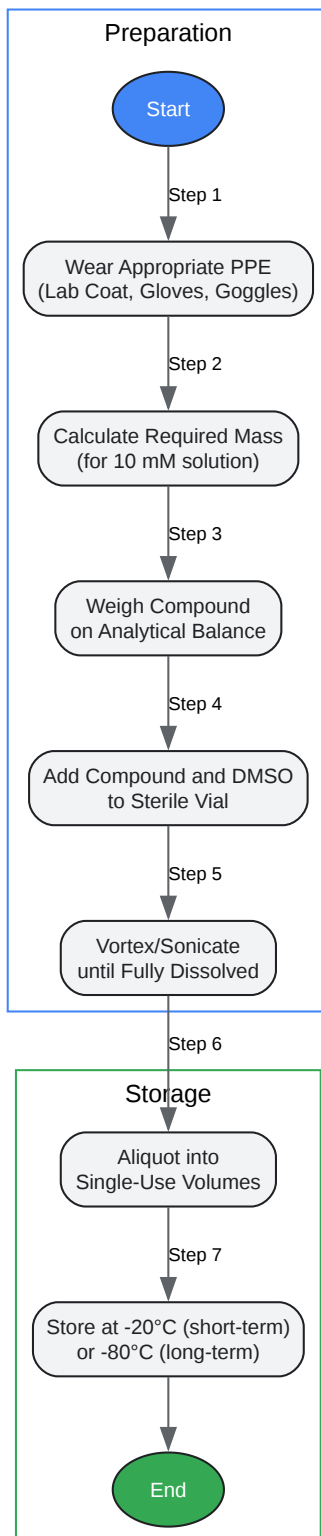 Preparation
Start
Step 1
Wear Appropriate PPE
(Lab Coat, Gloves, Goggles)
Step 2
Calculate Required Mass
(for 10 mM solution)
Step 3
Weigh Compound
on Analytical Balance
Step 4
Add Compound and DMSO
to Sterile Vial
Step 5
Vortex/Sonicate
until Fully Dissolved
Step 6
Storage
Aliquot into
Single-Use Volumes
Step 7
Store at -20°C (short-term)
or -80°C (long-term)
End